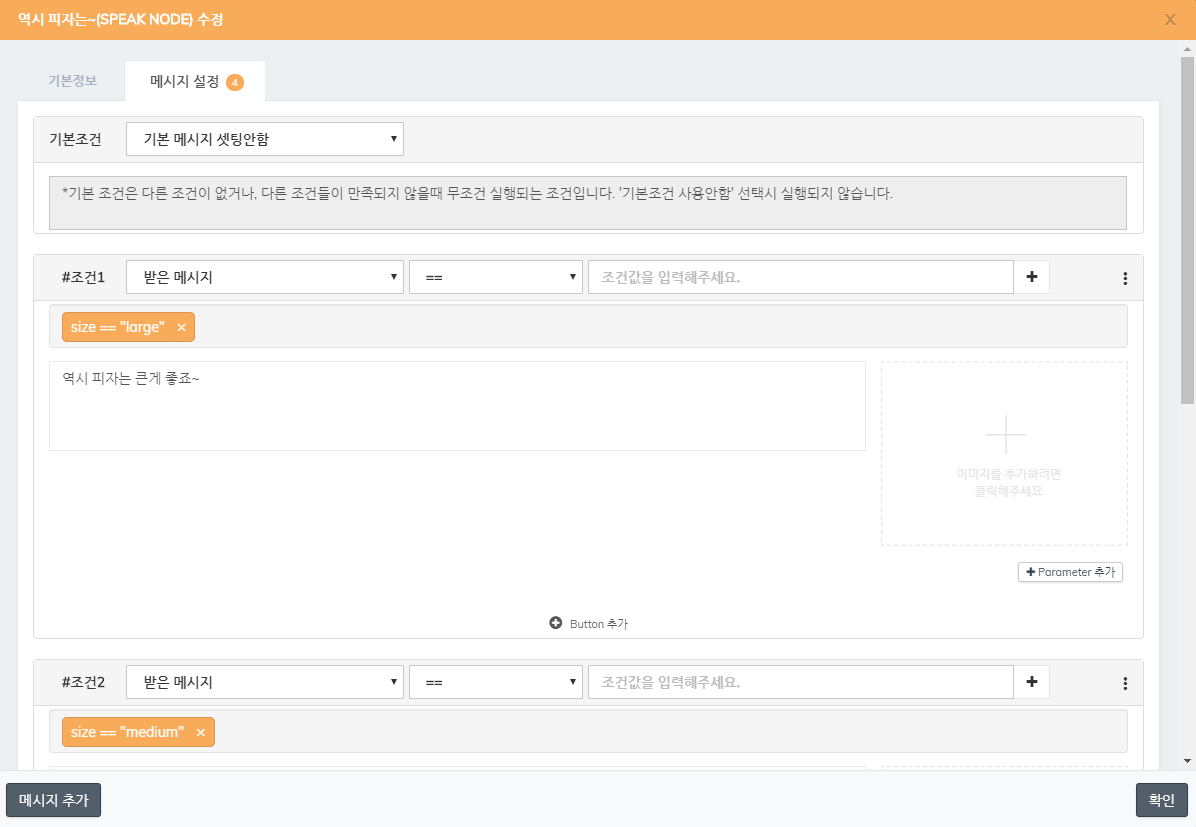 역시 피자는~(SPEAK NODE) 수정
X
기본정보
메시지 설정 4
기본조건
기본 메시지 셋팅안함
*기본 조건은 다른 조건이 없거나, 다른 조건들이 만족되지 않을때 무조건 실행되는 조건입니다. '기본조건 사용안함' 선택시 실행되지 않습니다.
#조건1
받은 메시지
==
조건값을 입력해주세요.
size == "large" ×
역시 피자는 큰게 좋죠~
이미지를 추가하려면
클릭해주세요
Parameter 추가
Button 추가
#조건2
받은 메시지
==
조건값을 입력해주세요.
size == "medium" ×
메시지 추가
확인